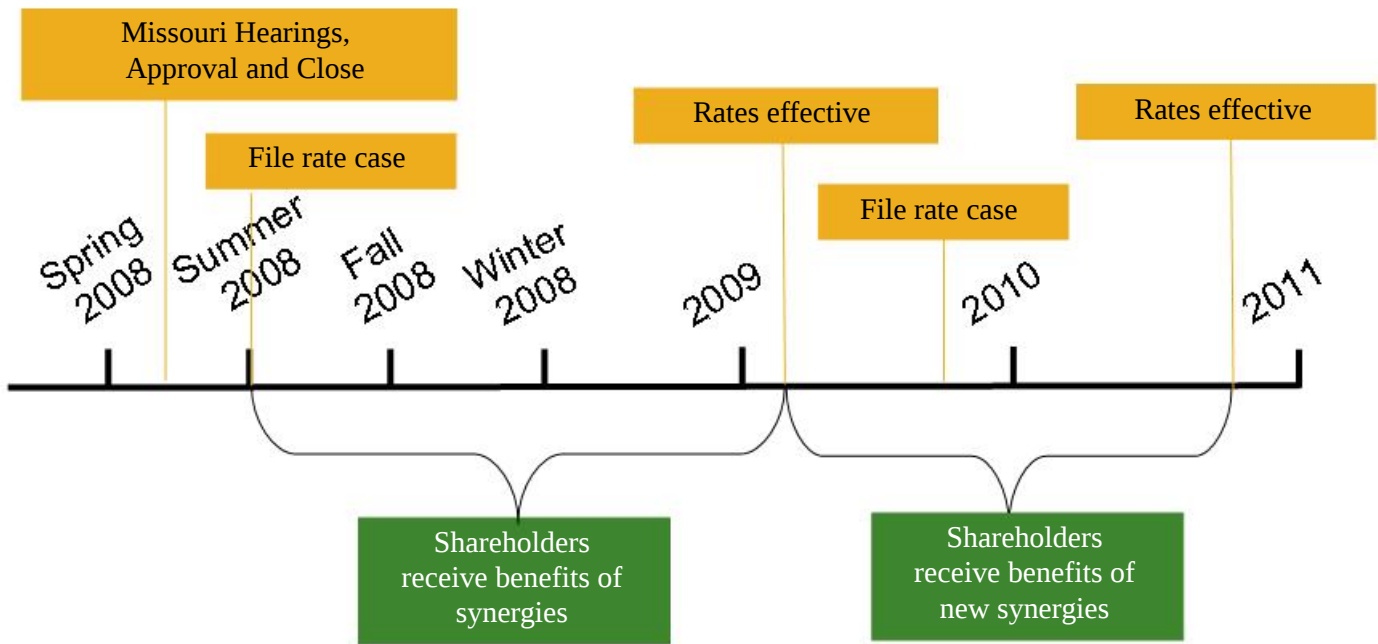 Missouri Hearings,
Approval and Close
File rate case
Rates effective
File rate case
Rates effective
Spring
2008
Summer
2008
Fall
2008
Winter
2008
2009
2010
2011
Shareholders
receive benefits of
synergies
Shareholders
receive benefits of
new synergies